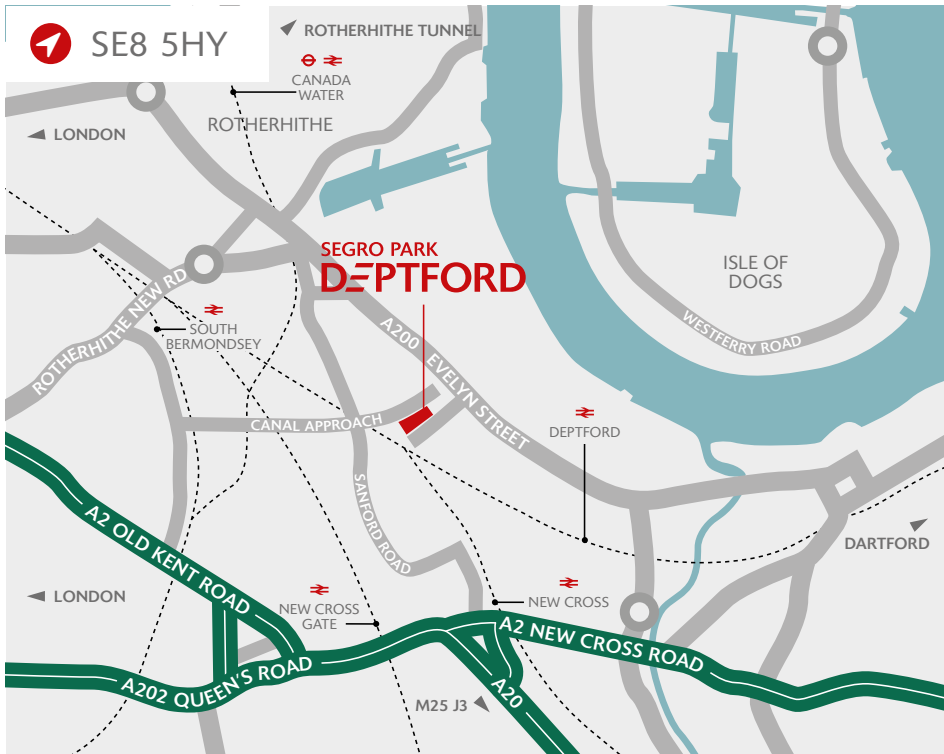 SE8 5HY
ROTHERHITHE TUNNEL
CANADA
WATER
ROTHERHITHE
LONDON
SEGRO PARK
DEPTFORD
ISLE OF
DOGS
ROTHERHITHE NEW RD
SOUTH
BERMONDSEY
WESTFERRY ROAD
A200 EVELYN STREET
CANAL APPROACH
DEPTFORD
SANFORD ROAD
A2 OLD KENT ROAD
DARTFORD
LONDON
NEW CROSS
GATE
NEW CROSS
A2 NEW CROSS ROAD
A202 QUEEN'S ROAD
A20
M25 J3